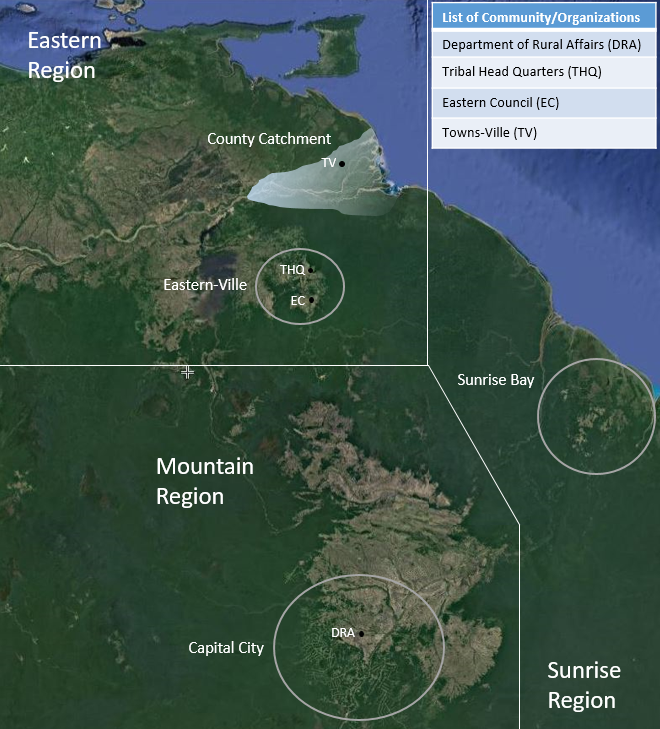 Eastern
Region
List of Community/Organizations
Department of Rural Affairs (DRA)
Tribal Head Quarters (THQ)
Eastern Council (EC)
Towns-Ville (TV)
County Catchment
TV
THQ
Eastern-Ville
EC
Sunrise Bay
Mountain
Region
DRA
Capital City
Sunrise
Region